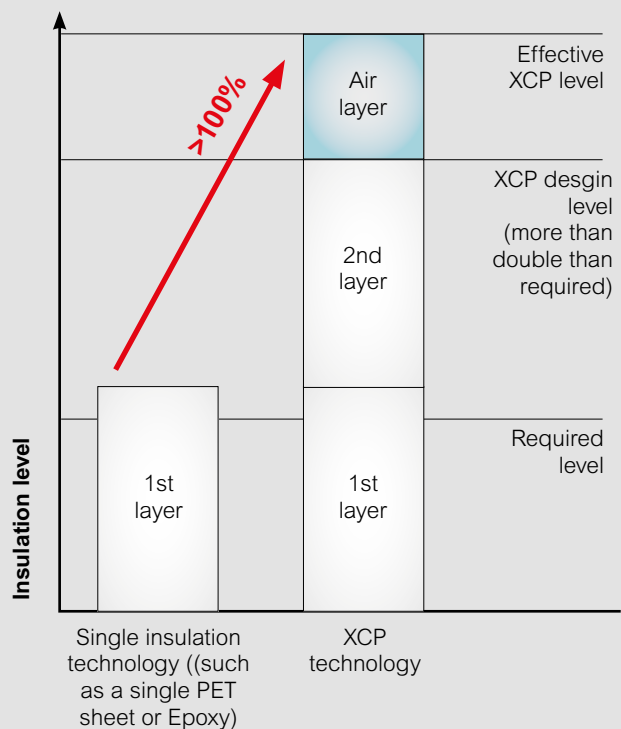 Effective
XCP level
Air
layer
>100%
XCP desgin
level
(more than
double than
required)
2nd
layer
Required
level
1st
layer
1st
layer
Insulation level
Single insulation
technology ((such
as a single PET
sheet or Epoxy)
XCP
technology